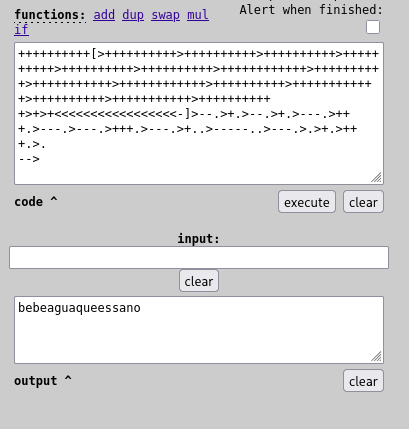 functions: add dup swap mul
if
Alert when finished:
++++++++++[>++++++++++>++++++++++>++++++++++>+++++
+++++>++++++++++>++++++++++>++++++++++++>+++++++++
+>+++++++++++>++++++++++++>++++++++++>+++++++++++
+>++++++++++>+++++++++++>++++++++++
+>+>+<<<<<<<<<<<<<<<<<-]>--.>+.>--.>+.>---.>++
+.>---.>---.>+++.>---.>+..>-----..>---.>.>+.>++
+.>.
-->
code ^
execute
clear
input:
clear
bebeaguaqueessano
output ^
clear